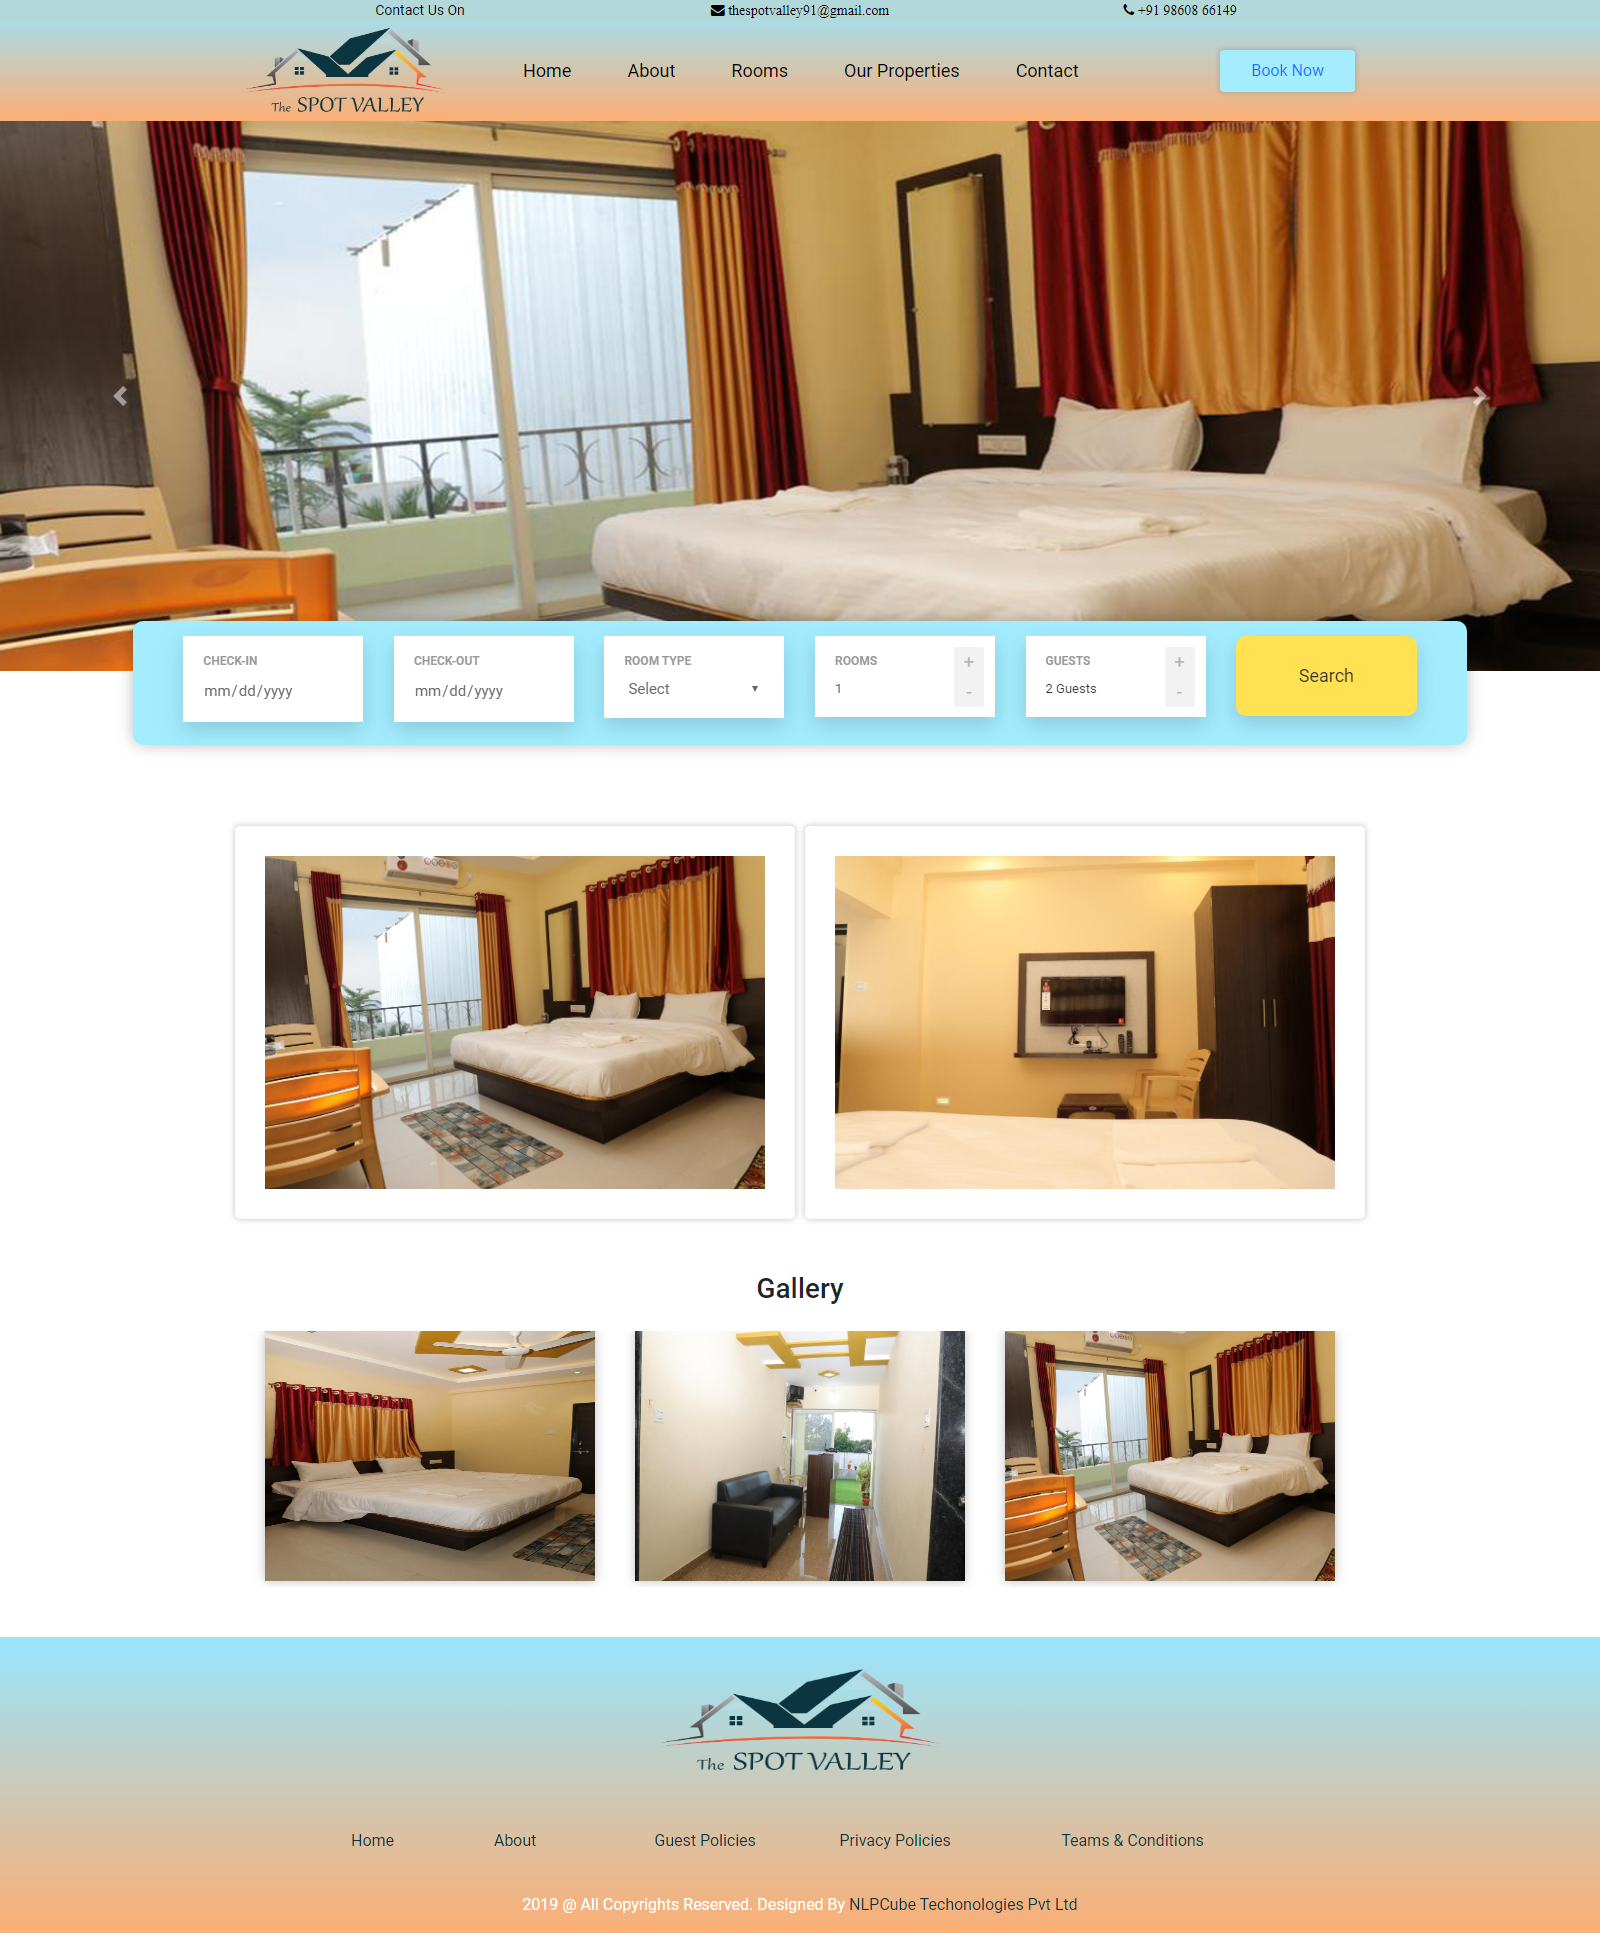 Contact Us On
thespotvalley91@gmail.com
+91 98608 66149
The SPOT VALLEY
Home
About
Rooms
Our Properties
Contact
Book Now
CHECK-IN
mm/dd/yyyy
CHECK-OUT
mm/dd/yyyy
ROOM TYPE
Select
ROOMS
1
+
-
GUESTS
2 Guests
+
-
Search
Gallery
The SPOT VALLEY
Home
About
Guest Policies
Privacy Policies
Teams & Conditions
2019 @ All Copyrights Reserved. Designed By NLPCube Techonologies Pvt Ltd